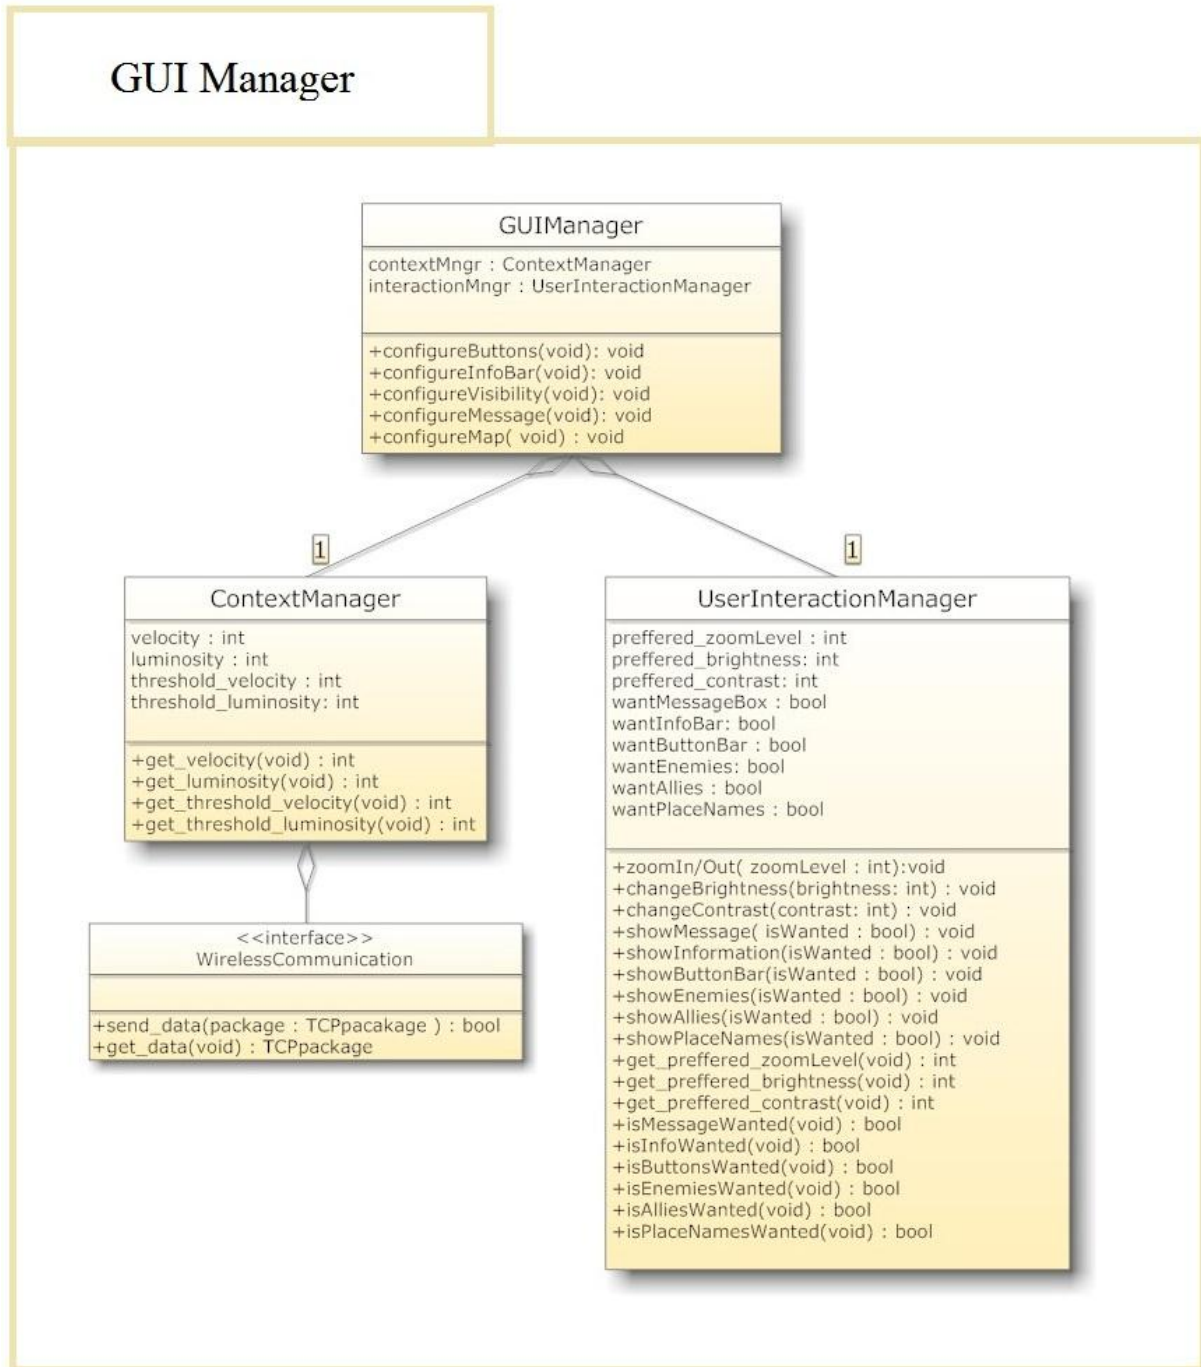 GUI Manager
GUIManager
contextMngr : ContextManager
interactionMngr : UserInteractionManager
+configureButtons(void): void
+configureInfoBar(void): void
+configureVisibility(void): void
+configureMessage(void): void
+configureMap( void) : void
1
1
ContextManager
velocity : int
luminosity : int
threshold_velocity : int
threshold_luminosity: int
+get_velocity(void) : int
+get_luminosity(void) : int
+get_threshold_velocity(void) : int
+get_threshold_luminosity(void) : int
<<interface>>
WirelessCommunication
+send_data(package : TCPpacakage ) : bool
+get_data(void) : TCPpackage
UserInteractionManager
preffered_zoomLevel : int
preffered_brightness: int
preffered_contrast: int
wantMessageBox : bool
wantInfoBar: bool
wantButtonBar : bool
wantEnemies: bool
wantAllies : bool
wantPlaceNames : bool
+zoomIn/Out( zoomLevel : int):void
+changeBrightness(brightness: int) : void
+changeContrast(contrast: int) : void
+showMessage( isWanted : bool) : void
+showInformation(isWanted : bool) : void
+showButtonBar(isWanted : bool) : void
+showEnemies(isWanted : bool) : void
+showAllies(isWanted : bool) : void
+showPlaceNames(isWanted : bool) : void
+get_preffered_zoomLevel(void) : int
+get_preffered_brightness(void) : int
+get_preffered_contrast(void) : int
+isMessageWanted(void) : bool
+isInfoWanted(void) : bool
+isButtonsWanted(void) : bool
+isEnemiesWanted(void) : bool
+isAlliesWanted(void) : bool
+isPlaceNamesWanted(void) : bool